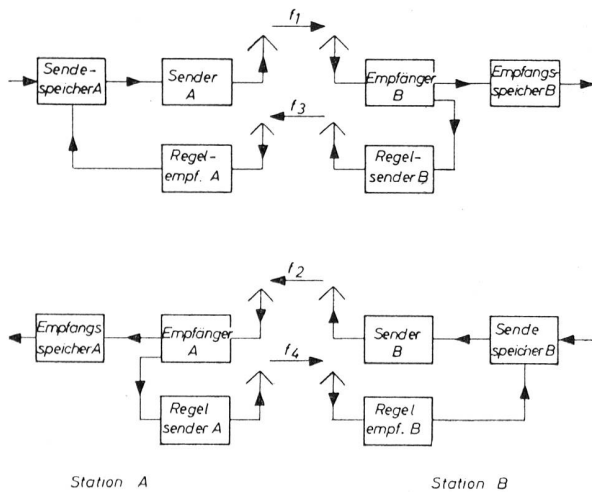 f1
Sende-
speicher A
Sender
A
Empfänger
B
Empfangs-
speicher B
f3
Regel-
empf. A
Regel-
sender B
f2
Empfangs
speicher A
Empfänger
A
Sender
B
Sende
speicher B
f4
Regel
sender A
Regel
empf. B
Station A
Station B